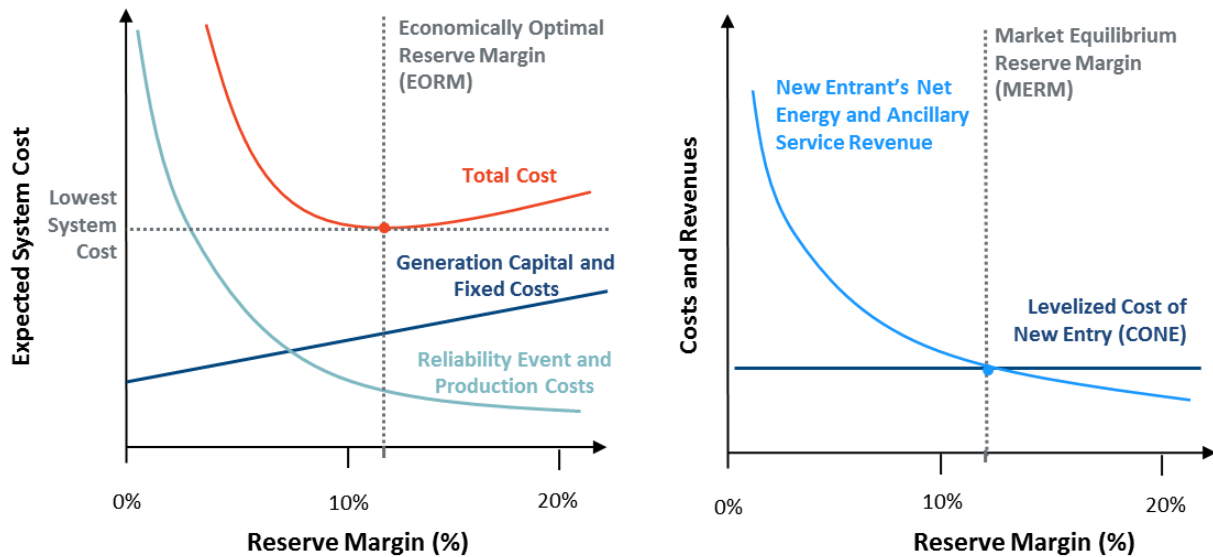 Economically Optimal
Reserve Margin
(EORM)
Expected System Cost
Lowest
System
Cost
Total Cost
Generation Capital and
Fixed Costs
Reliability Event and
Production Costs
0%
10%
20%
Reserve Margin (%)
Market Equilibrium
Reserve Margin
(MERM)
New Entrant’s Net
Energy and Ancillary
Service Revenue
Costs and Revenues
Levelized Cost of
New Entry (CONE)
0%
10%
20%
Reserve Margin (%)